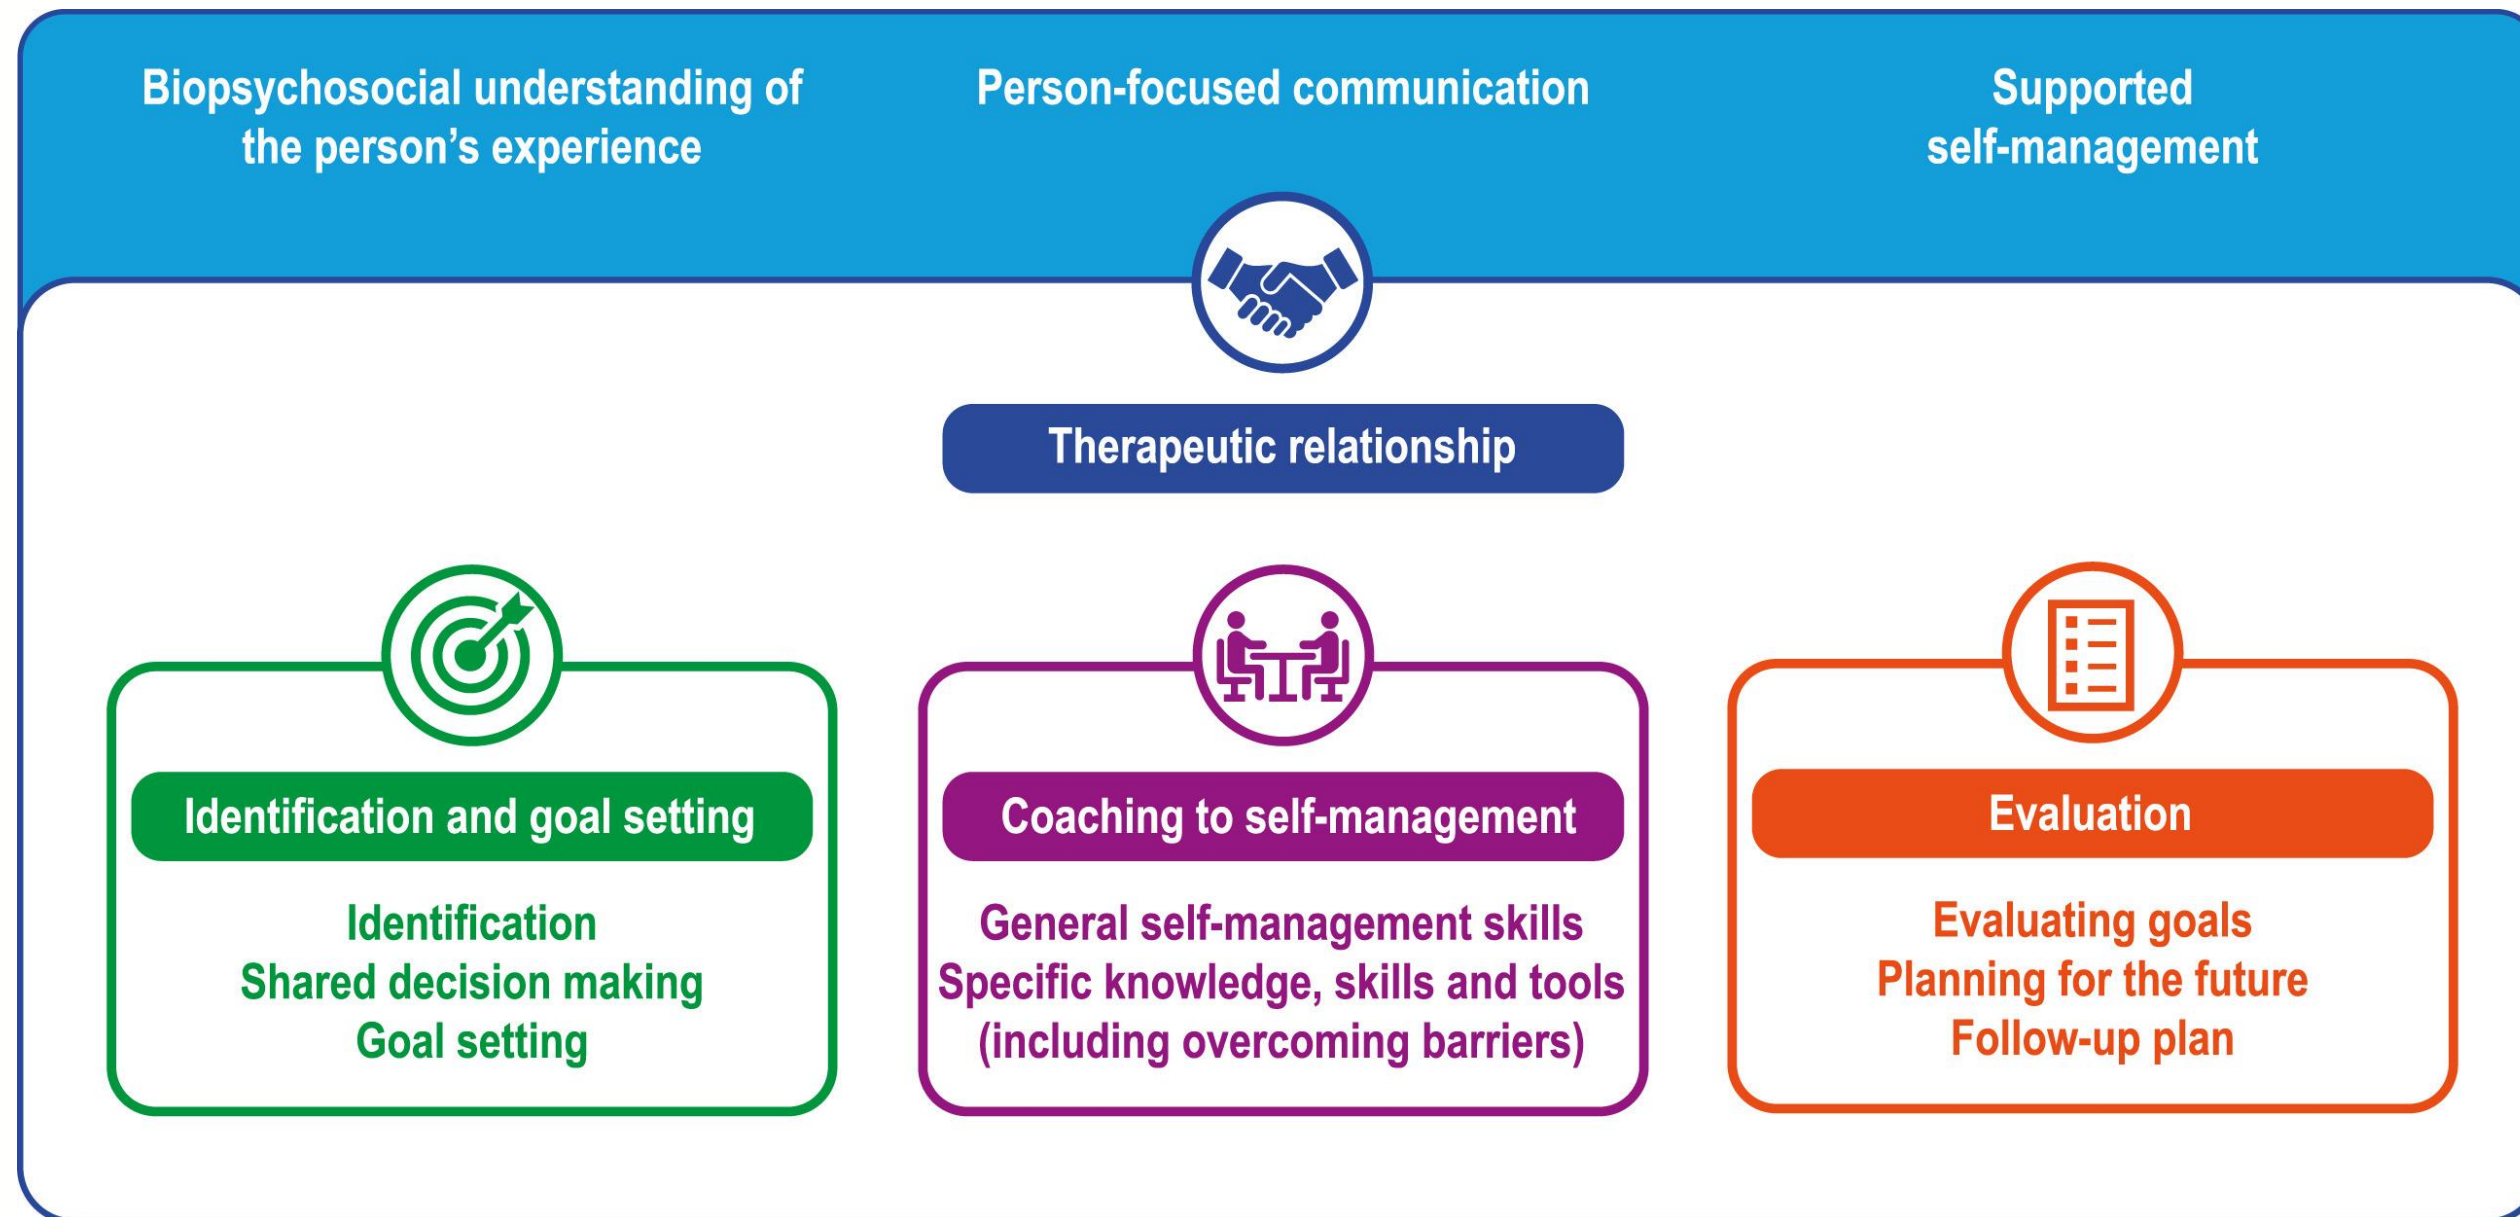 Biopsychosocial understanding of
the person’s experience
Person-focused communication
Supported
self-management
Therapeutic relationship
Identification and goal setting
Identification
Shared decision making
Goal setting
Coaching to self-management
General self-management skills
Specific knowledge, skills and tools
(including overcoming barriers)
Evaluation
Evaluating goals
Planning for the future
Follow-up plan